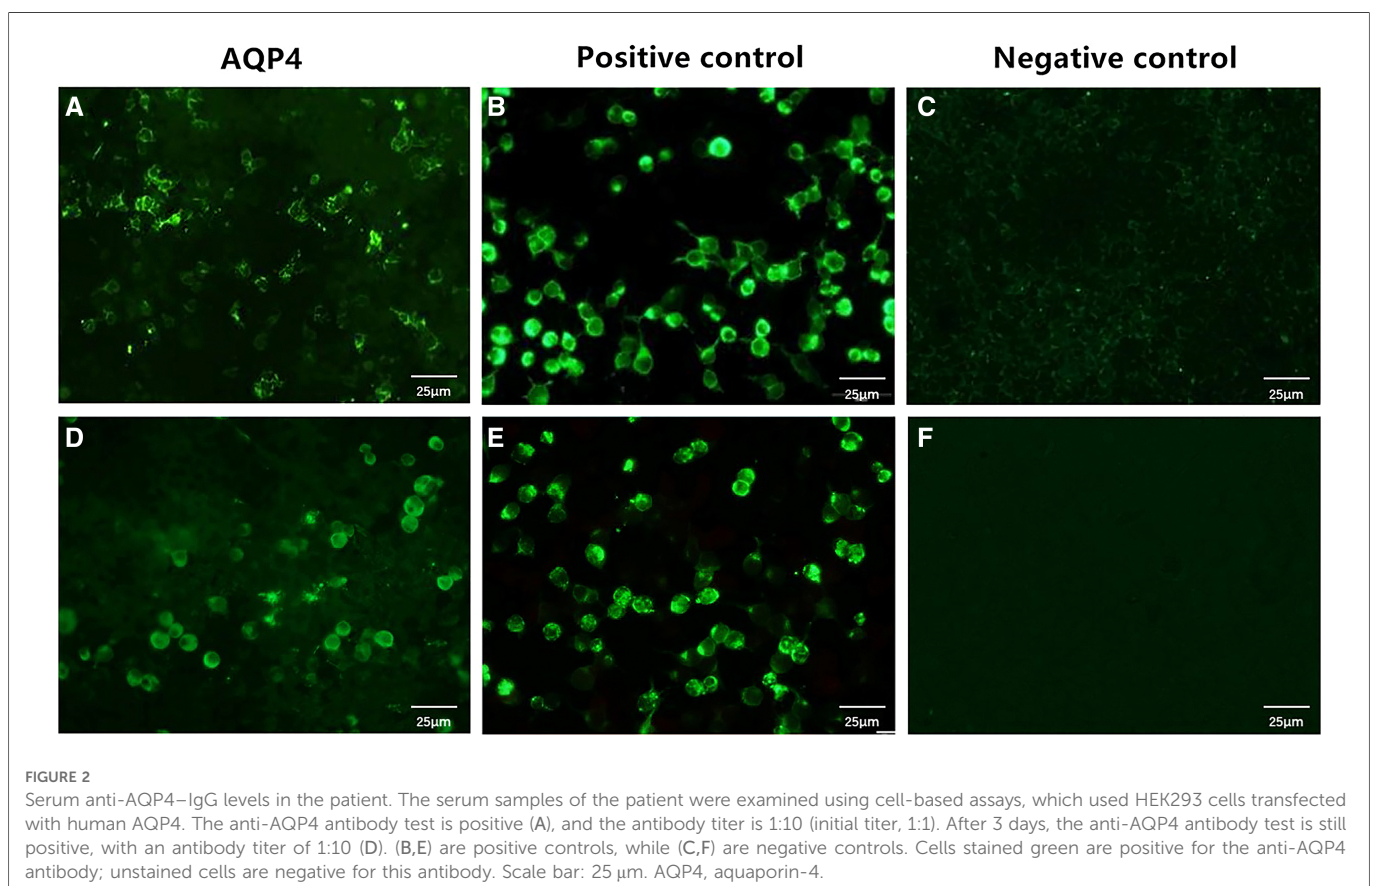 AQP4 Positive control Negative control
A B C
25µm 25µm 25µm
D E F
25µm 25µm 25µm
FIGURE 2
Serum anti-AQP4–IgG levels in the patient. The serum samples of the patient were examined using cell-based assays, which used HEK293 cells transfected
with human AQP4. The anti-AQP4 antibody test is positive (A), and the antibody titer is 1:10 (initial titer, 1:1). After 3 days, the anti-AQP4 antibody test is still
positive, with an antibody titer of 1:10 (D). (B,E) are positive controls, while (C,F) are negative controls. Cells stained green are positive for the anti-AQP4
antibody; unstained cells are negative for this antibody. Scale bar: 25 µm. AQP4, aquaporin-4.